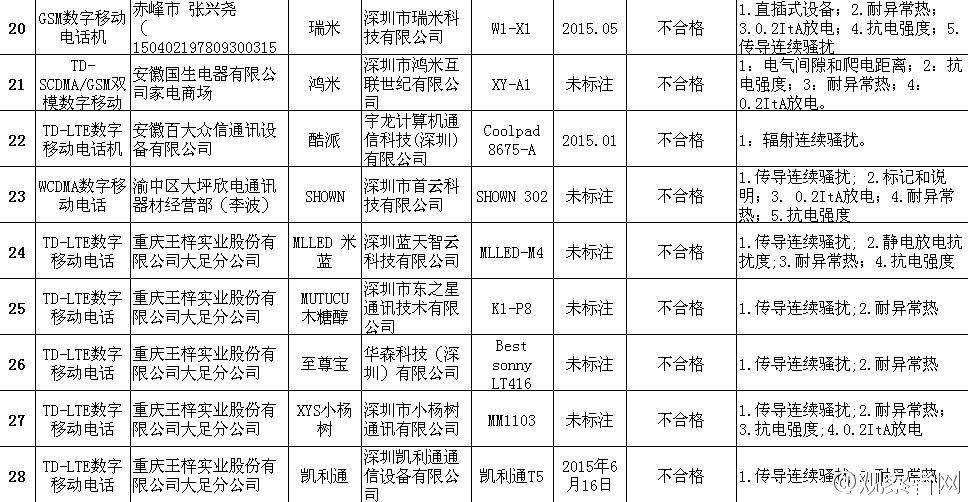 20 GSM数字移动 赤峰市 张兴尧 瑞米 深圳市瑞米科 W1-X1 2015.05 不合格 1.直插式设备；2.耐异常热；
电话机 （ 技有限公司 3.0.2ItA放电；4.抗电强度；5.
150402197809300315 传导连续骚扰
21 TD- 安徽国生电器有限公 鸿米 深圳市鸿米互 XY-A1 未标注 不合格 1：电气间隙和爬电距离；2：抗
SCDMA/GSM双 司家电商场 联世纪有限公 电强度；3：耐异常热；4：
模数字移动 司 0.2ItA放电。
22 TD-LTE数字 安徽百大众信通讯设 酷派 宇龙计算机通 Coolpad 2015.01 不合格 1：辐射连续骚扰。
移动电话机 备有限公司 信科技(深圳) 8675-A
有限公司
23 WCDMA数字移 渝中区大坪欣电通讯 SHOWN 深圳市首云科 SHOWN 302 未标注 不合格 1.传导连续骚扰; 2.标记和说
动电话 器材经营部（李波） 技有限公司 明；3. 0.2ItA放电；4.耐异常
热；5.抗电强度
24 TD-LTE数字 重庆王梓实业股份有 MLLED 米 深圳蓝天智云 MLLED-M4 未标注 不合格 1.传导连续骚扰; 2.静电放电抗
移动电话 限公司大足分公司 蓝 科技有限公司 扰度;3.耐异常热；4.抗电强度
25 TD-LTE数字 重庆王梓实业股份有 MUTUCU 深圳市东之星 K1-P8 未标注 不合格 1.传导连续骚扰;2.耐异常热
移动电话 限公司大足分公司 木糖醇 通讯技术有限
公司
26 TD-LTE数字 重庆王梓实业股份有 至尊宝 华森科技（深 Best 未标注 不合格 1.传导连续骚扰;2.耐异常热
移动电话 限公司大足分公司 圳）有限公司 sonny
LT416
27 TD-LTE数字 重庆王梓实业股份有 XYS小杨 深圳市小杨树 MM1103 未标注 不合格 1.传导连续骚扰;2.耐异常热；
移动电话 限公司大足分公司 树 通讯有限公司 3.抗电强度;4.0.2ItA放电
28 TD-LTE数字 重庆王梓实业股份有 凯利通 深圳凯利通通 凯利通T5 2015年6 不合格 1.传导连续骚扰;2.耐异常热
移动电话 限公司大足分公司 信设备有限公 月16日
司
观察者网